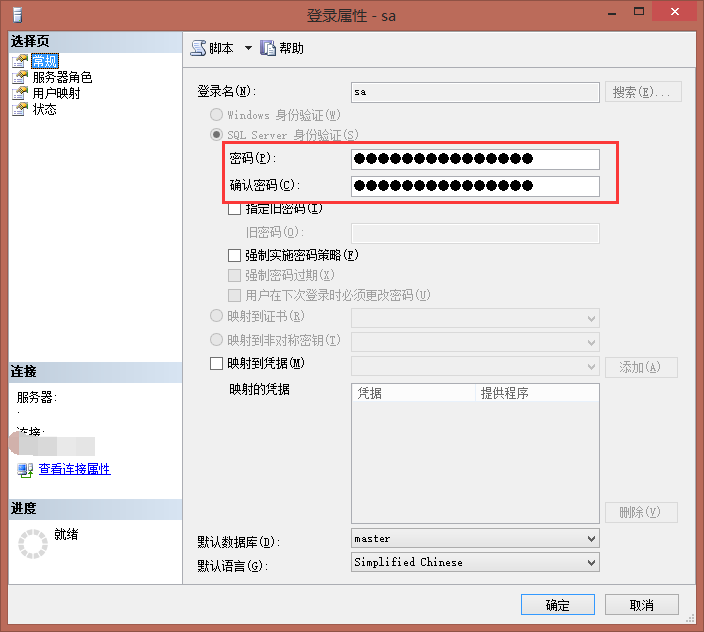 登录属性 - sa
选择页
常规
服务器角色
用户映射
状态
脚本 帮助
登录名(N): sa 搜索(E)...
Windows 身份验证(W)
SQL Server 身份验证(S)
密码(P): ●●●●●●●●●●●●●●●
确认密码(C): ●●●●●●●●●●●●●●●
指定旧密码(I)
旧密码(O):
强制实施密码策略(F)
强制密码过期(X)
用户在下次登录时必须更改密码(U)
映射到证书(R)
映射到非对称密钥(T)
映射到凭据(M) 添加(A)
映射的凭据 凭据 提供程序
删除(V)
默认数据库(D): master
默认语言(G): Simplified Chinese
连接
服务器:
.
连接:
查看连接属性
进度
就绪
确定 取消